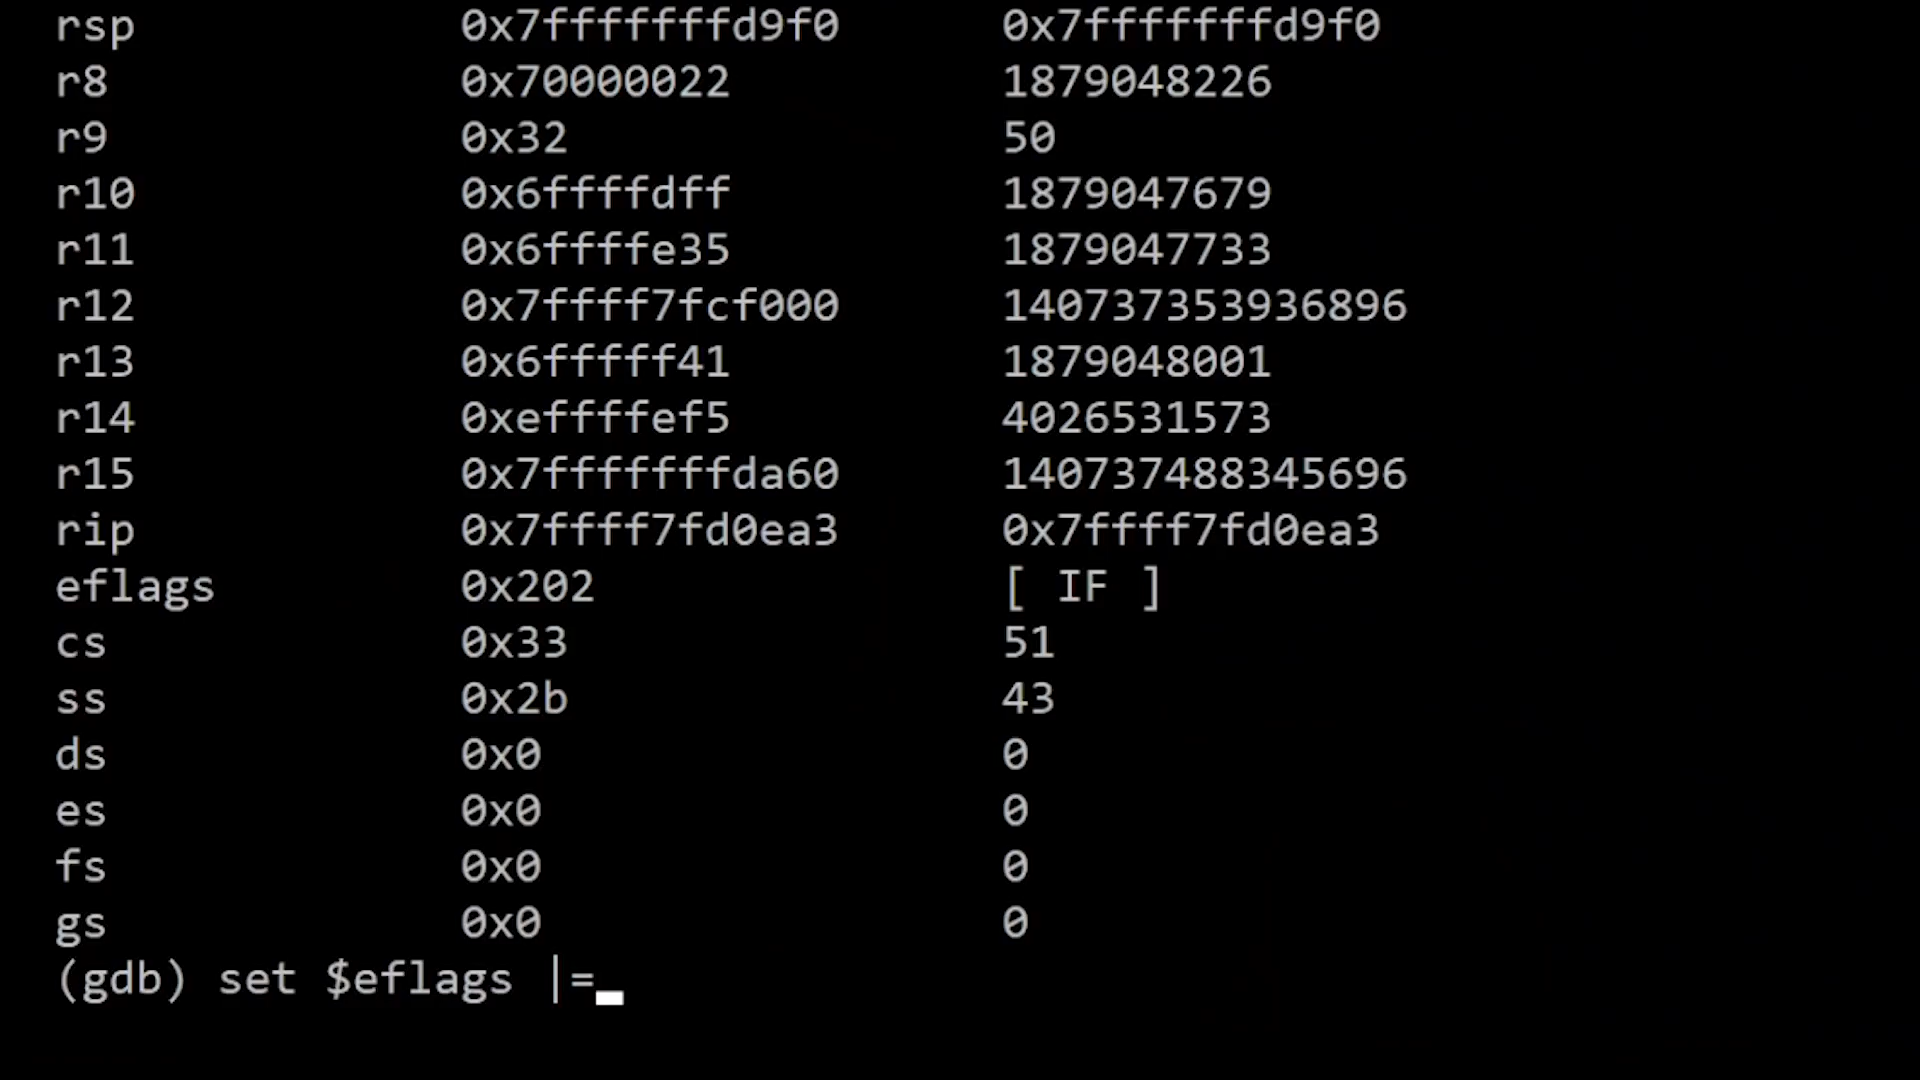 rsp 0x7fffffffd9f0 0x7fffffffd9f0
r8 0x70000022 1879048226
r9 0x32 50
r10 0x6ffffdff 1879047679
r11 0x6ffffe35 1879047733
r12 0x7ffff7fcf000 140737353936896
r13 0x6fffff41 1879048001
r14 0xeffffef5 4026531573
r15 0x7fffffffda60 140737488345696
rip 0x7ffff7fd0ea3 0x7ffff7fd0ea3
eflags 0x202 [ IF ]
cs 0x33 51
ss 0x2b 43
ds 0x0 0
es 0x0 0
fs 0x0 0
gs 0x0 0
(gdb) set $eflags |=